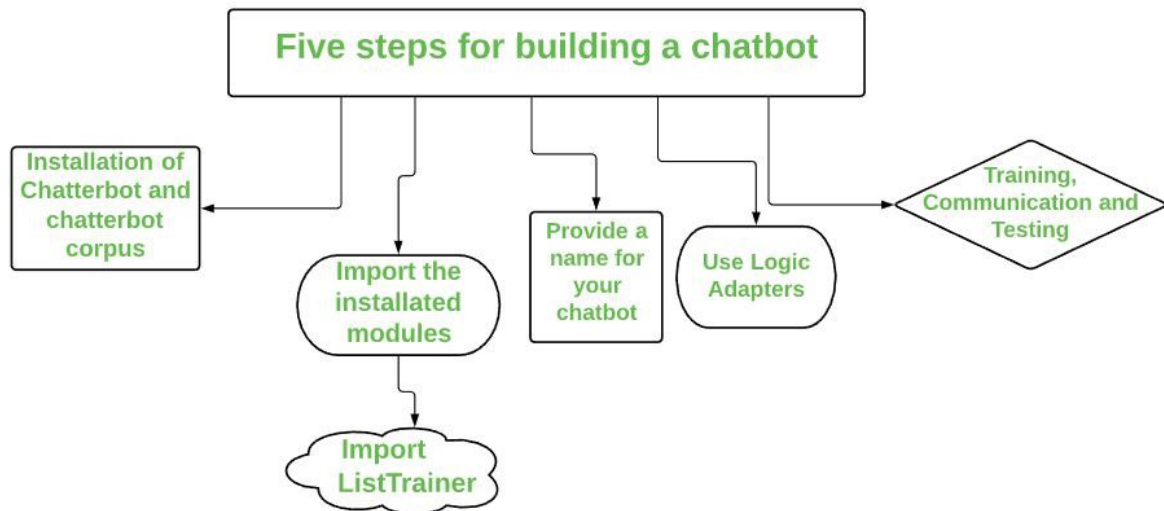 Five steps for building a chatbot
Installation of
Chatterbot and
chatterbot
corpus
Import the
installated
modules
Import
ListTrainer
Provide a
name for
your
chatbot
Use Logic
Adapters
Training,
Communication and
Testing